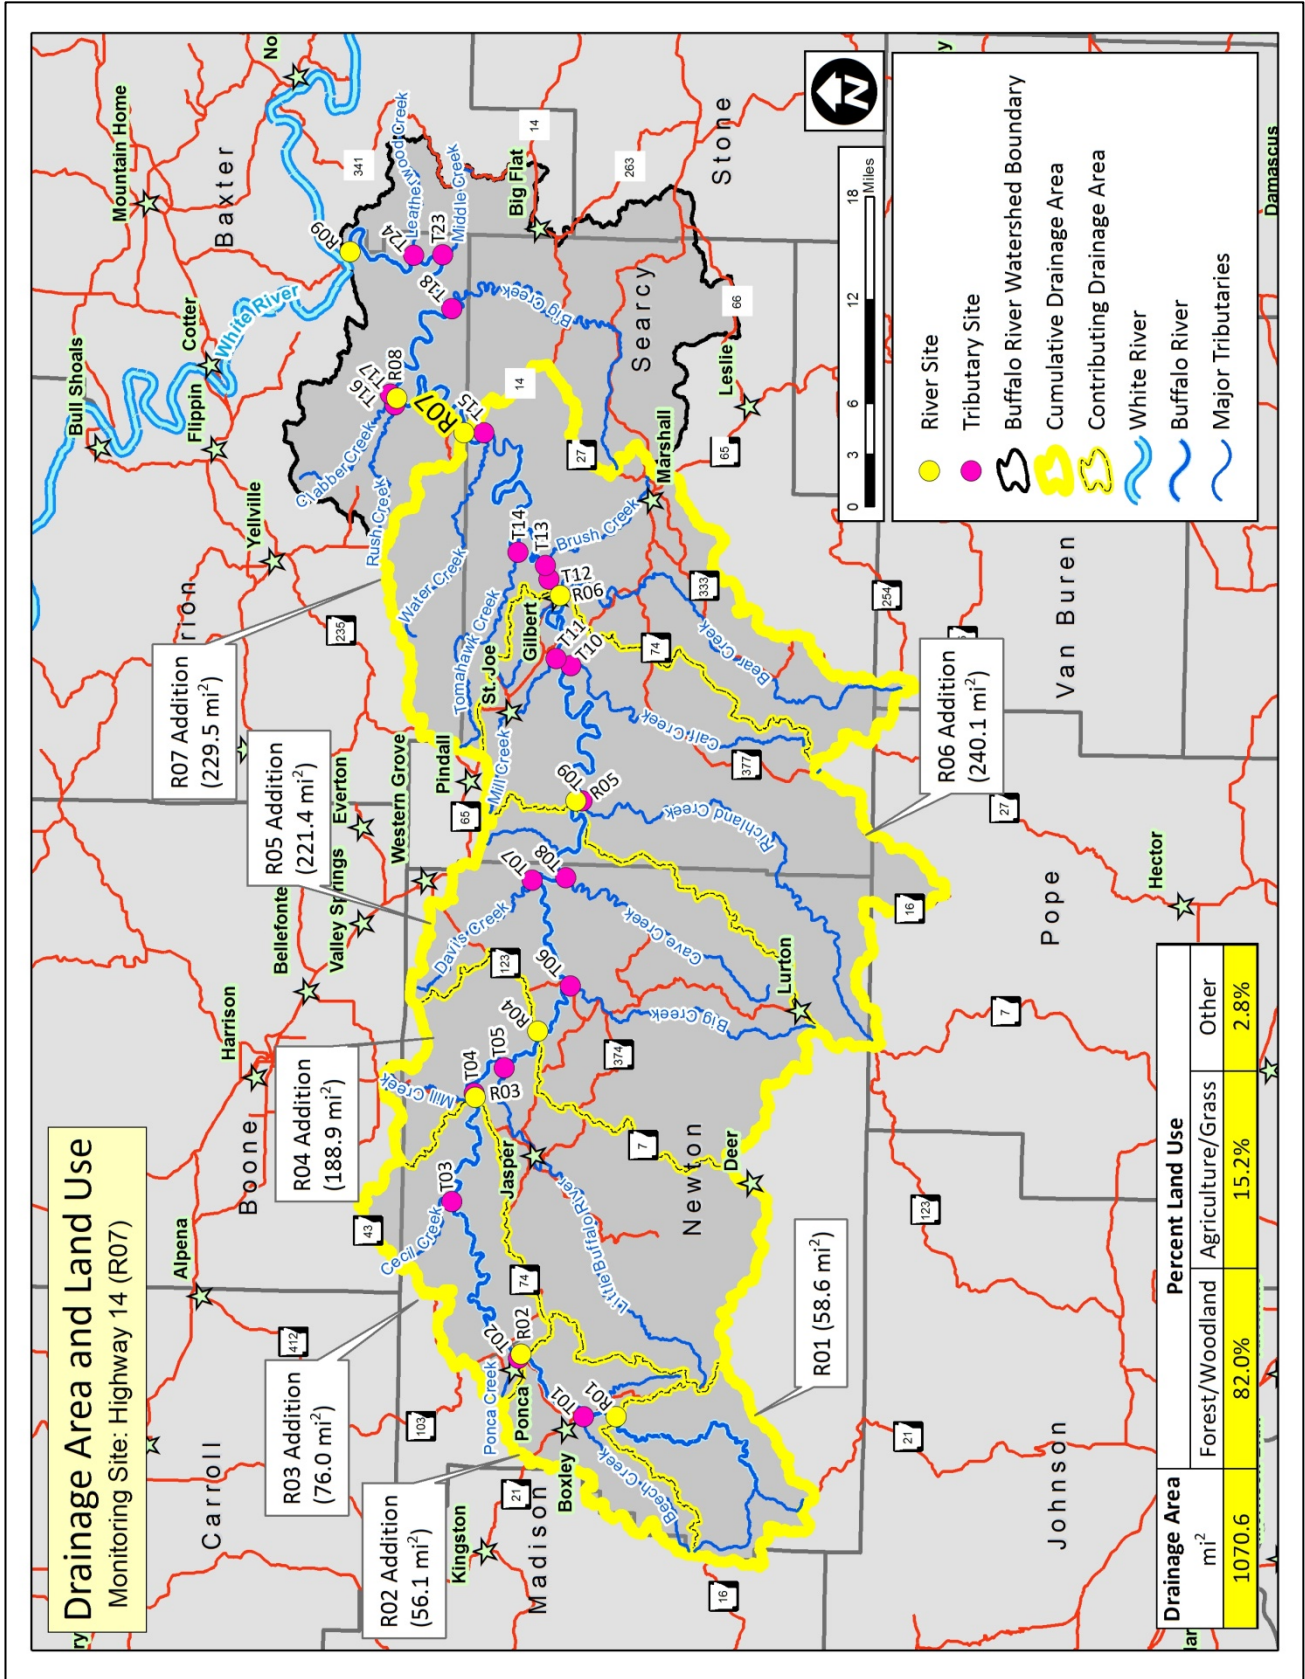 Drainage Area and Land Use
Monitoring Site: Highway 14 (R07)
R02 Addition
(56.1 mi²)
R03 Addition
(76.0 mi²)
R04 Addition
(188.9 mi²)
R05 Addition
(221.4 mi²)
R07 Addition
(229.5 mi²)
R06 Addition
(240.1 mi²)
R01 (58.6 mi²)
Carroll
Boone
rion
Baxter
Madison
Newton
Searcy
Stone
Johnson
Pope
Van Buren
ry
Alpena
Harrison
Bellefonte
Valley Springs
Everton
Western Grove
Pindall
Yellville
Flippin
Cotter
Bull Shoals
Mountain Home
No
Kingston
Boxley
Ponca
Jasper
Deer
Lurton
St. Joe
Gilbert
Marshall
Leslie
Big Flat
Hector
Damascus
y
White River
Ponca Creek
Beech Creek
Cecil Creek
Mill Creek
Little Buffalo River
Davis Creek
Big Creek
Cave Creek
Richland Creek
Mill Creek
Tomahawk Creek
Water Creek
Rush Creek
Clabber Creek
Calf Creek
Bear Creek
Brush Creek
Big Creek
Leatherwood Creek
Middle Creek
R01
T01
T02
R02
T03
T04
R03
T05
R04
T06
T07
T08
T09
R05
T10
T11
R06
T12
T13
T14
T15
R07
T16
T17
R08
T18
T23
T24
R09
412
103
43
21
16
74
123
7
374
65
235
377
74
333
27
14
341
14
263
66
65
254
16
27
7
123
21
0
3
6
12
18
Miles
N
River Site
Tributary Site
Buffalo River Watershed Boundary
Cumulative Drainage Area
Contributing Drainage Area
White River
Buffalo River
Major Tributaries
Drainage Area
mi²
Percent Land Use
Forest/Woodland
Agriculture/Grass
Other
1070.6
82.0%
15.2%
2.8%